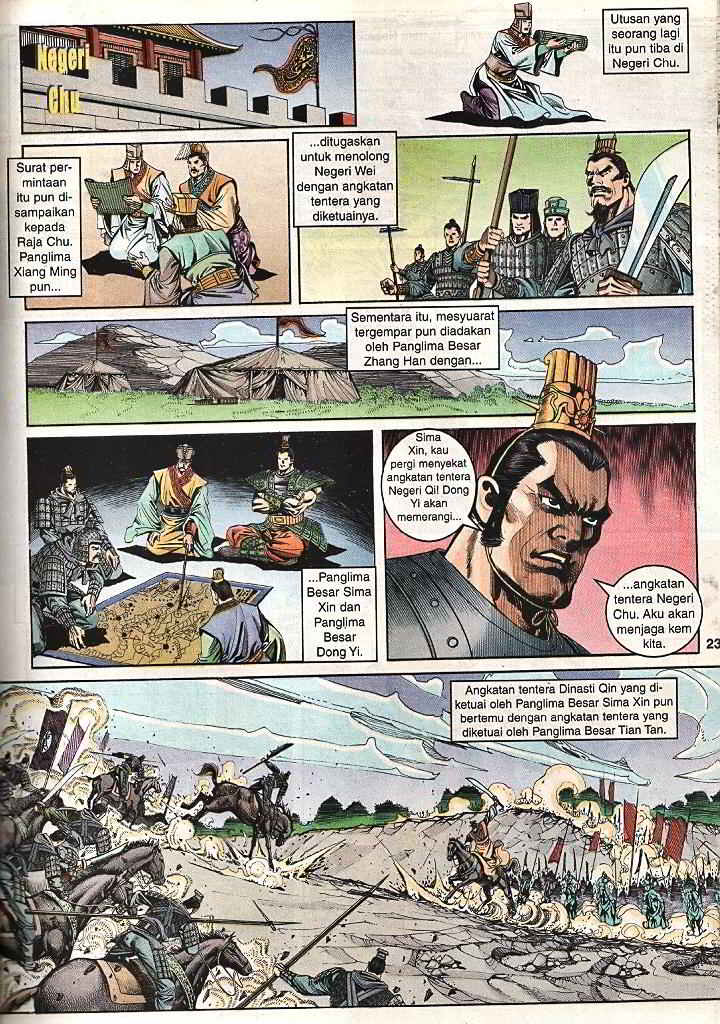 Negeri
Chu
Utusan yang
seorang lagi
itu pun tiba di
Negeri Chu.
Surat per-
mintaan
itu pun di-
sampaikan
kepada
Raja Chu.
Panglima
Xiang Ming
pun...
...ditugaskan
untuk menolong
Negeri Wei
dengan angkatan
tentera yang
diketuainya.
Sementara itu, mesyuarat
tergempar pun diadakan
oleh Panglima Besar
Zhang Han dengan...
...Panglima
Besar Sima
Xin dan
Panglima
Besar
Dong Yi.
Sima
Xin, kau
pergi menyekat
angkatan tentera
Negeri Qi! Dong
Yi akan
memerangi...
...angkatan
tentera Negeri
Chu. Aku akan
menjaga kem
kita.
23
Angkatan tentera Dinasti Qin yang di-
ketuai oleh Panglima Besar Sima Xin pun
bertemu dengan angkatan tentera yang
diketuai oleh Panglima Besar Tian Tan.